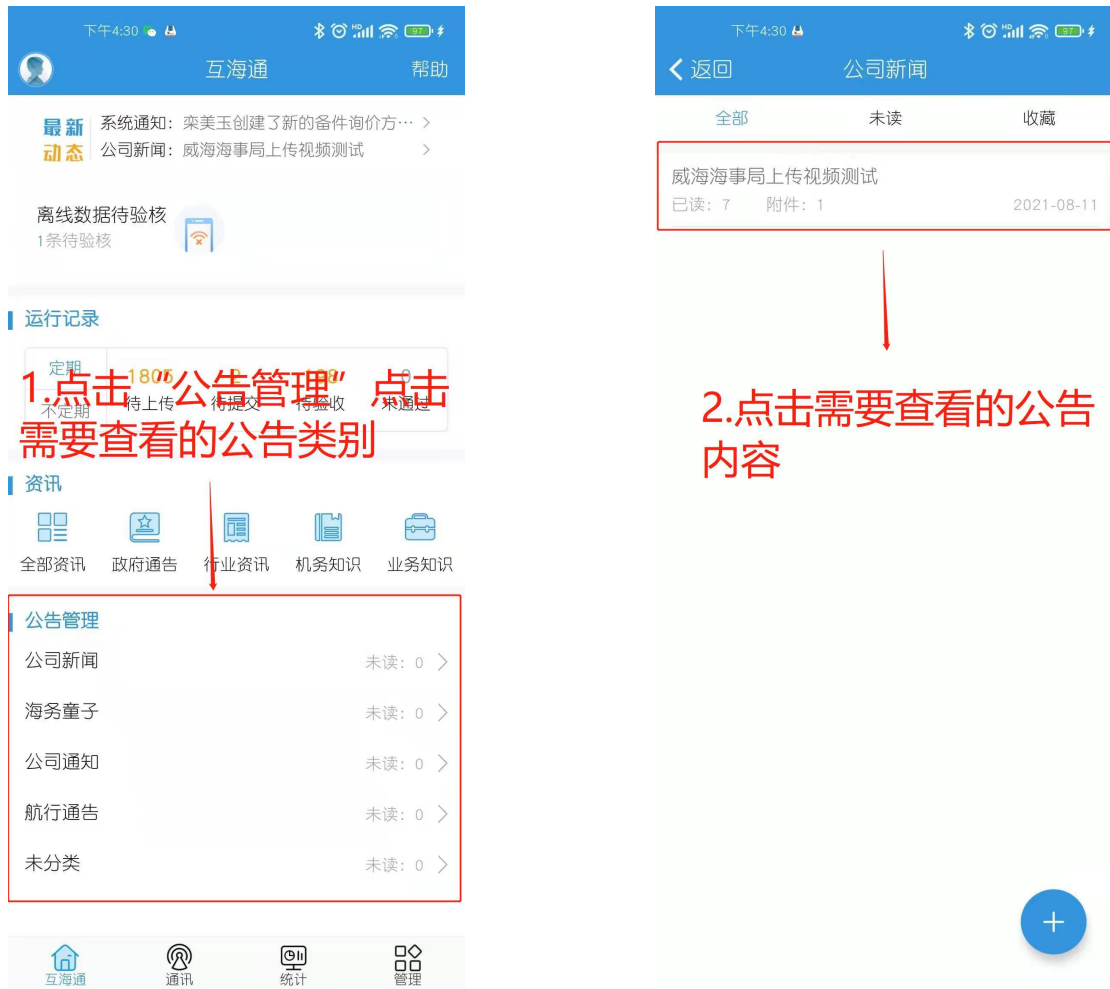 下午4:30
97
互海通
帮助
最新动态
系统通知：栾美玉创建了新的备件询价方… >
公司新闻：威海海事局上传视频测试 >
离线数据待验核
1条待验核
运行记录
定期
不定期
1805
2
198
0
待上传
待提交
待验收
未通过
1.点击“公告管理”点击
需要查看的公告类别
资讯
全部资讯 政府通告 行业资讯 机务知识 业务知识
公告管理
公司新闻 未读：0
海务童子 未读：0
公司通知 未读：0
航行通告 未读：0
未分类 未读：0
互海通 通讯 统计 管理
下午4:30
97
返回 公司新闻
全部 未读 收藏
威海海事局上传视频测试
已读：7 附件：1 2021-08-11
2.点击需要查看的公告
内容